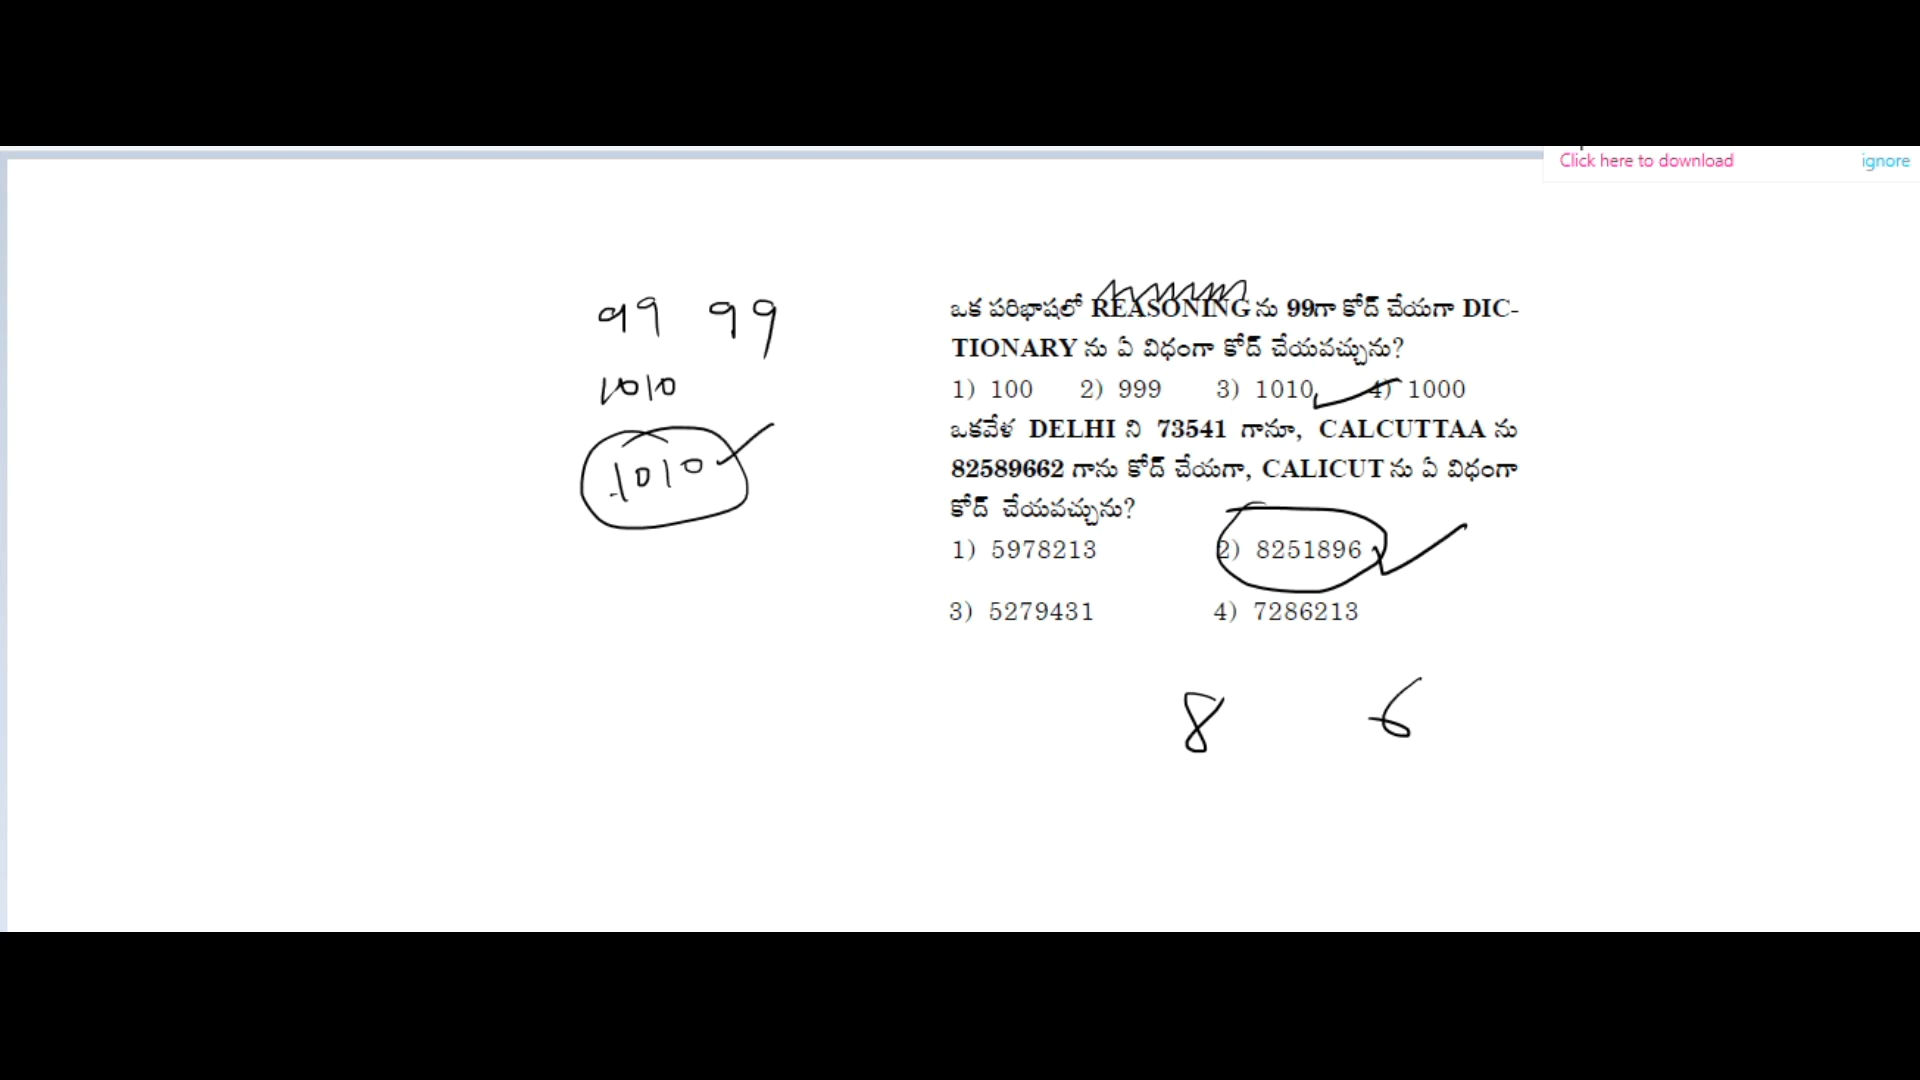 Click here to download ignore
99 99
1010
1010
ఒక పరిభాషలో REASONING ను 99గా కోడ్ చేయగా DIC-
TIONARY ను ఏ విధంగా కోడ్ చేయవచ్చును?
1) 100 2) 999 3) 1010 4) 1000
ఒకవేళ DELHI ని 73541 గానూ, CALCUTTAA ను
82589662 గాను కోడ్ చేయగా, CALICUT ను ఏ విధంగా
కోడ్ చేయవచ్చును?
1) 5978213 2) 8251896
3) 5279431 4) 7286213
8 6